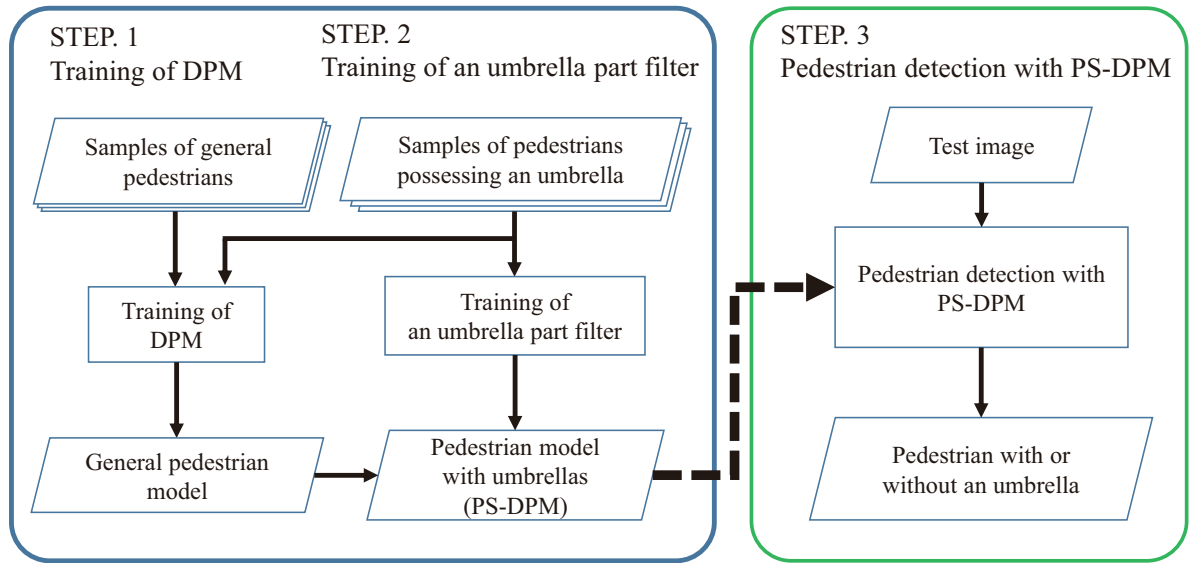 STEP. 1
Training of DPM
STEP. 2
Training of an umbrella part filter
Samples of general
pedestrians
Samples of pedestrians
possessing an umbrella
Training of
DPM
Training of
an umbrella part filter
General pedestrian
model
Pedestrian model
with umbrellas
(PS-DPM)
STEP. 3
Pedestrian detection with PS-DPM
Test image
Pedestrian detection with
PS-DPM
Pedestrian with or
without an umbrella